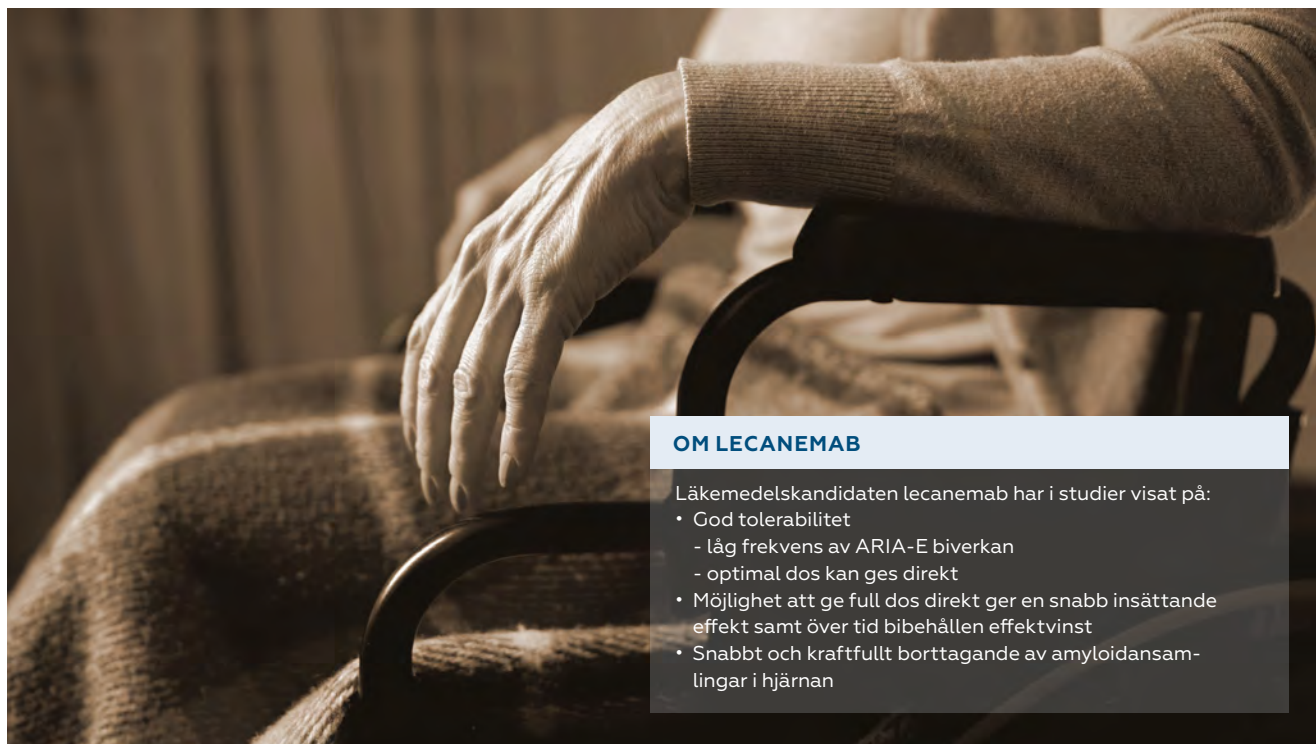 OM LECANEMAB
Läkemedelskandidaten lecanemab har i studier visat på:
• God tolerabilitet
- låg frekvens av ARIA-E biverkan
- optimal dos kan ges direkt
• Möjlighet att ge full dos direkt ger en snabb insättande
effekt samt över tid bibehållen effektvinst
• Snabbt och kraftfullt borttagande av amyloidansam-
lingar i hjärnan